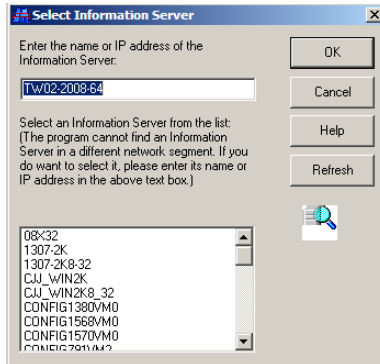 Select Information Server
Enter the name or IP address of the
Information Server:
TW02-2008-64
OK
Cancel
Help
Refresh
Select an Information Server from the list:
(The program cannot find an Information
Server in a different network segment. If you
do want to select it, please enter its name or
IP address in the above text box.)
08X32
1307-2K
1307-2K8-32
CJJ_WIN2K
CJJ_WIN2K8_32
CONFIG1380VM0
CONFIG1568VM0
CONFIG1570VM0
CONFIG791VM2